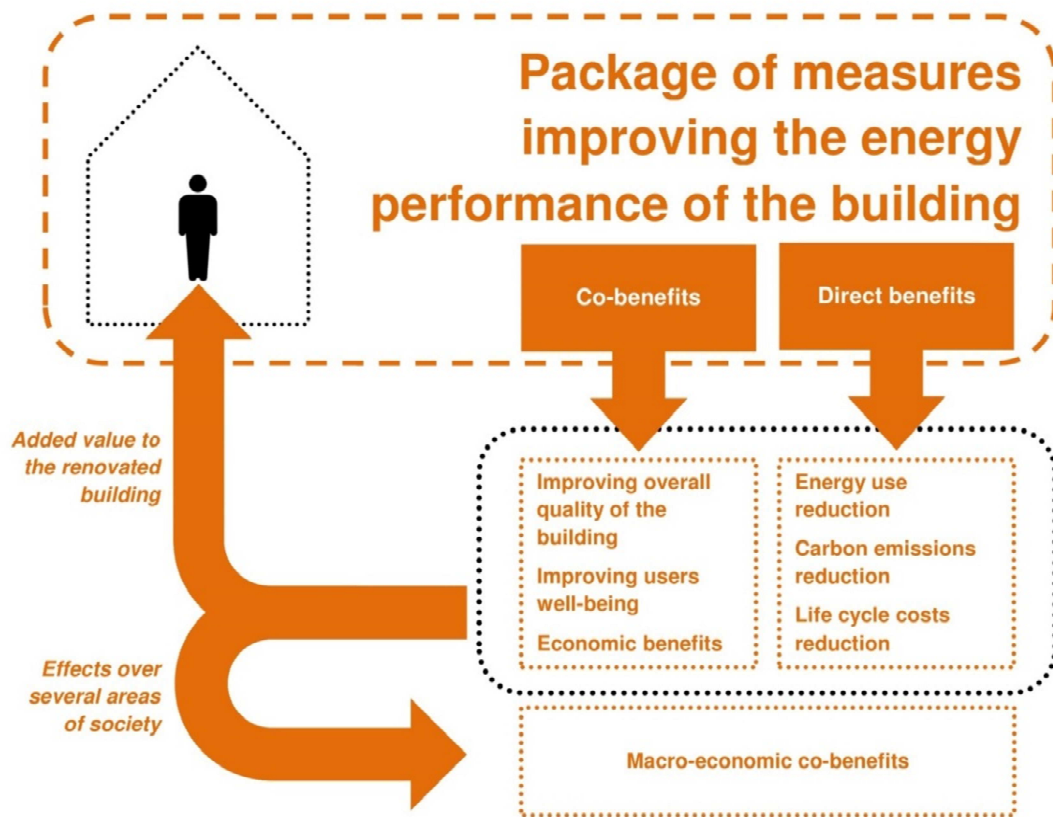 Package of measures
improving the energy
performance of the building
Co-benefits
Direct benefits
Added value to
the renovated
building
Improving overall
quality of the
building
Improving users
well-being
Economic benefits
Energy use
reduction
Carbon emissions
reduction
Life cycle costs
reduction
Effects over
several areas
of society
Macro-economic co-benefits